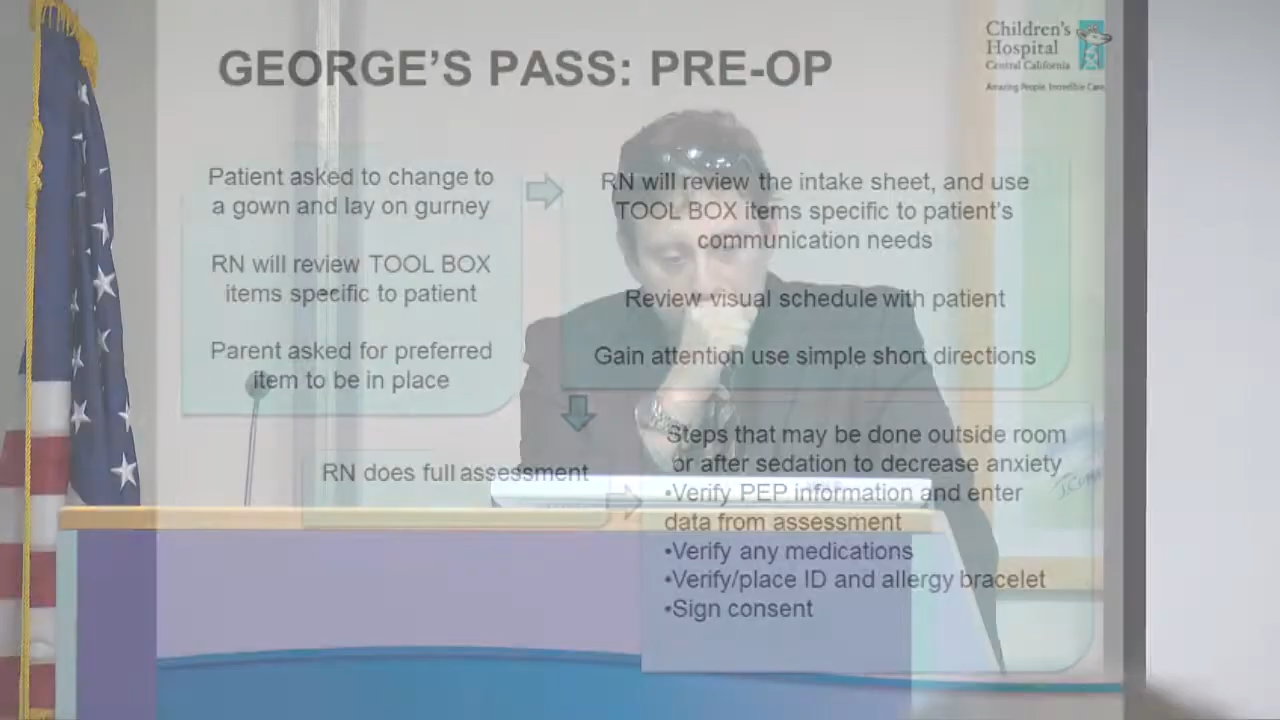 GEORGE'S PASS: PRE-OP
Children's
Hospital
Central California
Amazing People. Incredible Care.
Patient asked to change to
a gown and lay on gurney
RN will review TOOL BOX
items specific to patient
Parent asked for preferred
item to be in place
RN will review the intake sheet, and use
TOOL BOX items specific to patient's
communication needs
Review visual schedule with patient
Gain attention use simple short directions
RN does full assessment
Steps that may be done outside room
or after sedation to decrease anxiety
•Verify PEP information and enter
data from assessment
•Verify any medications
•Verify/place ID and allergy bracelet
•Sign consent